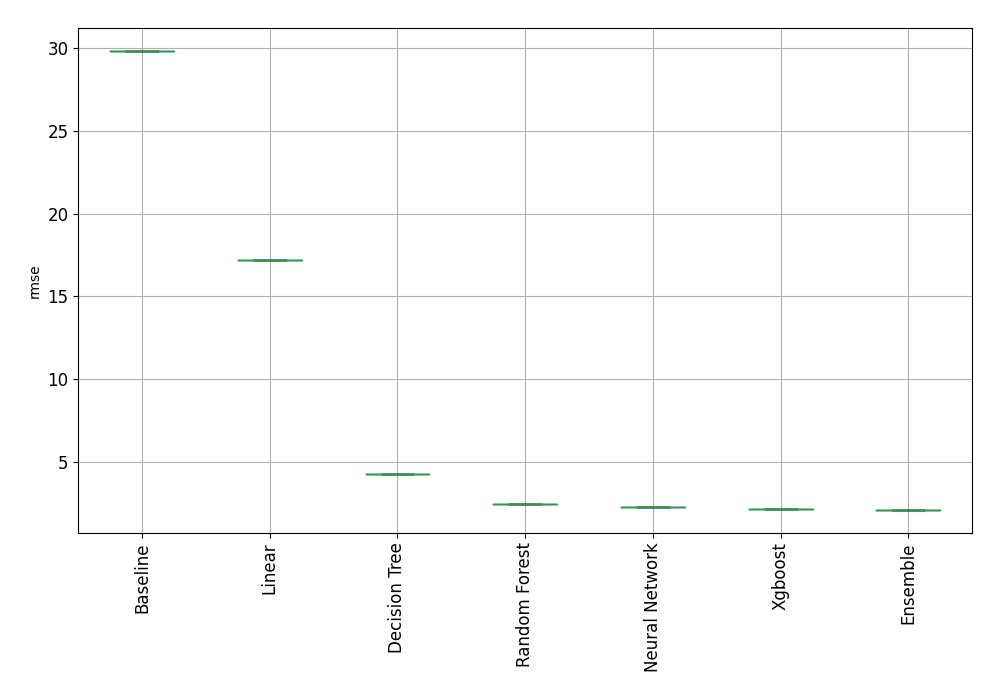 30
25
20
15
10
5
rmse
Baseline
Linear
Decision Tree
Random Forest
Neural Network
Xgboost
Ensemble